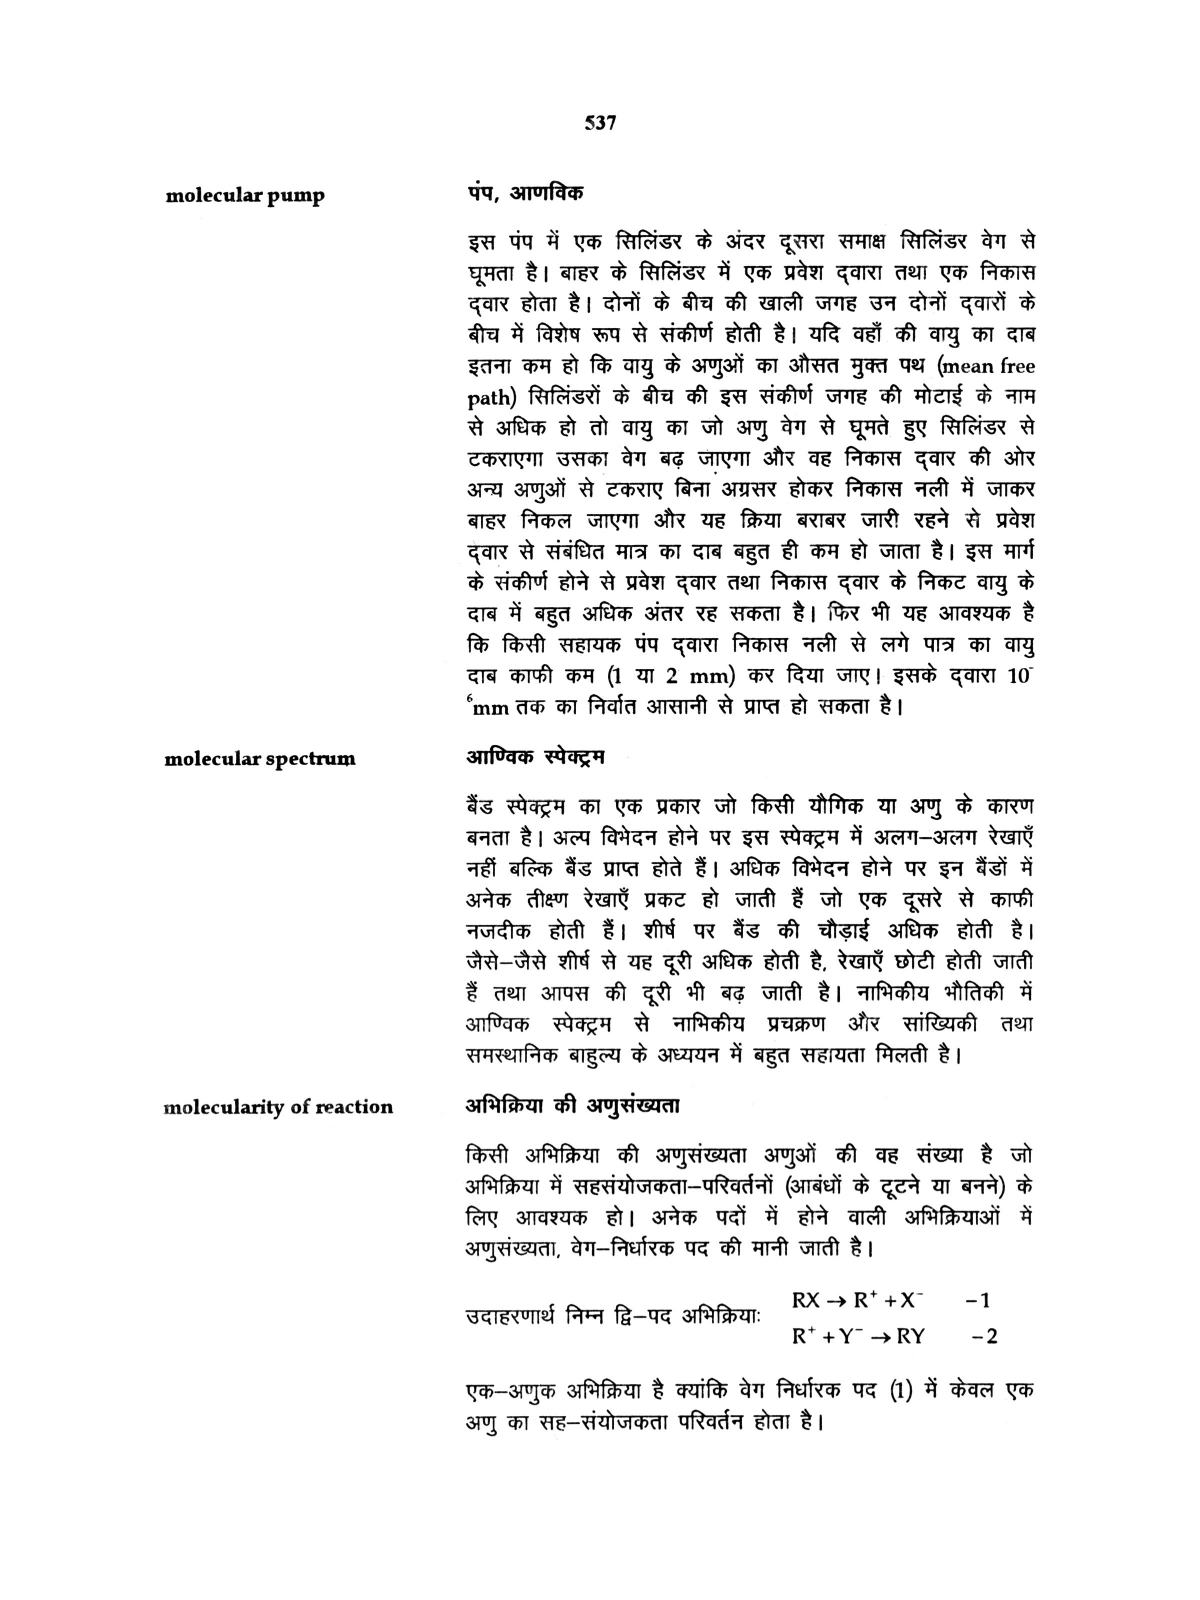 537
molecular pump पंप, आणविक
इस पंप में एक सिलिंडर के अंदर दूसरा समाक्ष सिलिंडर वेग से
घूमता है। बाहर के सिलिंडर में एक प्रवेश द्वारा तथा एक निकास
द्वार होता है। दोनों के बीच की खाली जगह उन दोनों द्वारों के
बीच में विशेष रूप से संकीर्ण होती है। यदि वहाँ की वायु का दाब
इतना कम हो कि वायु के अणुओं का औसत मुक्त पथ (mean free
path) सिलिंडरों के बीच की इस संकीर्ण जगह की मोटाई के नाम
से अधिक हो तो वायु का जो अणु वेग से घूमते हुए सिलिंडर से
टकराएगा उसका वेग बढ़ जाएगा और वह निकास द्वार की ओर
अन्य अणुओं से टकराए बिना अग्रसर होकर निकास नली में जाकर
बाहर निकल जाएगा और यह क्रिया बराबर जारी रहने से प्रवेश
द्वार से संबंधित मात्र का दाब बहुत ही कम हो जाता है। इस मार्ग
के संकीर्ण होने से प्रवेश द्वार तथा निकास द्वार के निकट वायु के
दाब में बहुत अधिक अंतर रह सकता है। फिर भी यह आवश्यक है
कि किसी सहायक पंप द्वारा निकास नली से लगे पात्र का वायु
दाब काफी कम (1 या 2 mm) कर दिया जाए। इसके द्वारा 10⁻
⁶mm तक का निर्वात आसानी से प्राप्त हो सकता है।
molecular spectrum आण्विक स्पेक्ट्रम
बैंड स्पेक्ट्रम का एक प्रकार जो किसी यौगिक या अणु के कारण
बनता है। अल्प विभेदन होने पर इस स्पेक्ट्रम में अलग-अलग रेखाएँ
नहीं बल्कि बैंड प्राप्त होते हैं। अधिक विभेदन होने पर इन बैंडों में
अनेक तीक्ष्ण रेखाएँ प्रकट हो जाती हैं जो एक दूसरे से काफी
नजदीक होती हैं। शीर्ष पर बैंड की चौड़ाई अधिक होती है।
जैसे-जैसे शीर्ष से यह दूरी अधिक होती है, रेखाएँ छोटी होती जाती
हैं तथा आपस की दूरी भी बढ़ जाती है। नाभिकीय भौतिकी में
आण्विक स्पेक्ट्रम से नाभिकीय प्रचक्रण और सांख्यिकी तथा
समस्थानिक बाहुल्य के अध्ययन में बहुत सहायता मिलती है।
molecularity of reaction अभिक्रिया की अणुसंख्यता
किसी अभिक्रिया की अणुसंख्यता अणुओं की वह संख्या है जो
अभिक्रिया में सहसंयोजकता-परिवर्तनों (आबंधों के टूटने या बनने) के
लिए आवश्यक हो। अनेक पदों में होने वाली अभिक्रियाओं में
अणुसंख्यता, वेग-निर्धारक पद की मानी जाती है।
उदाहरणार्थ निम्न द्वि-पद अभिक्रियाः RX → R⁺ + X⁻ -1
R⁺ + Y⁻ → RY -2
एक-अणुक अभिक्रिया है क्यांकि वेग निर्धारक पद (1) में केवल एक
अणु का सह-संयोजकता परिवर्तन होता है।